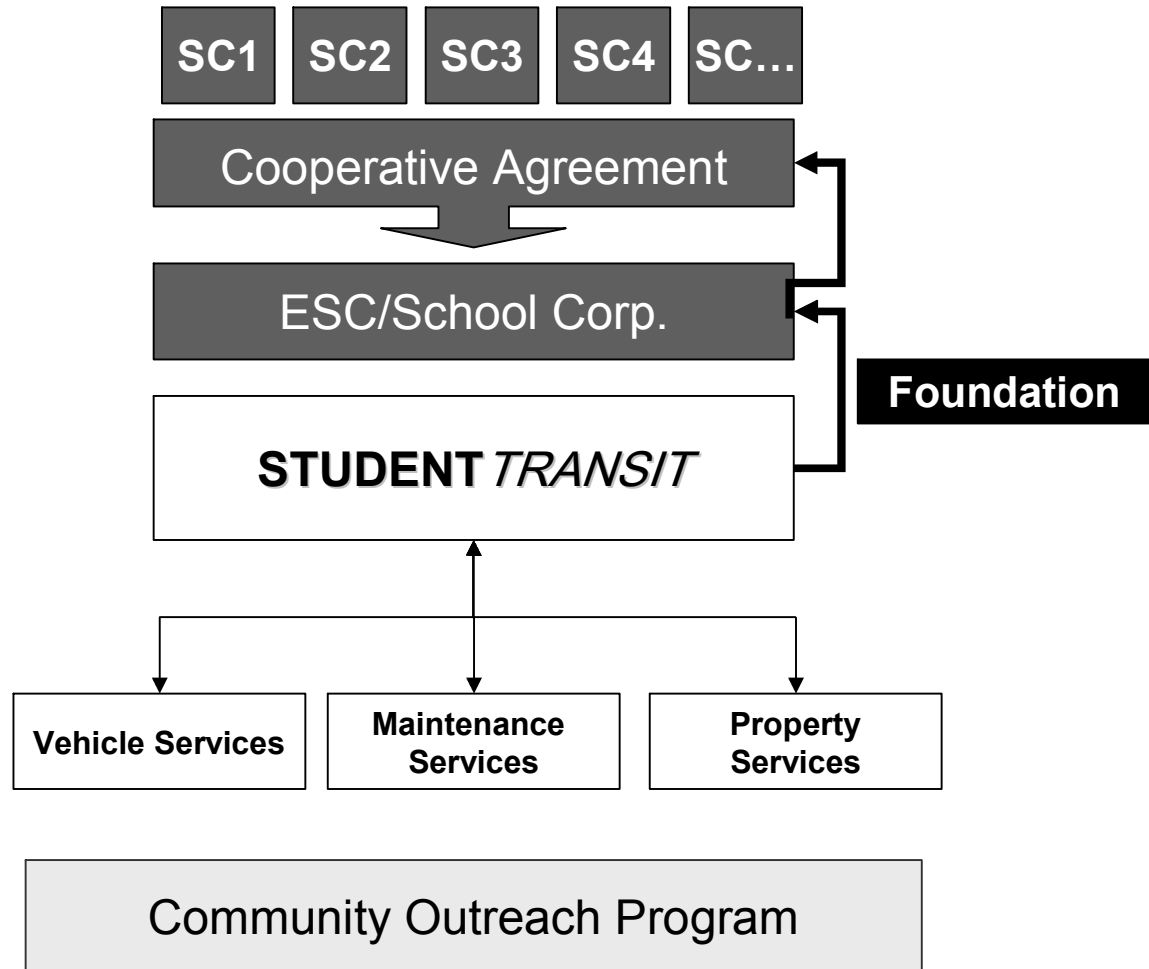 SC1 SC2 SC3 SC4 SC...
Cooperative Agreement
ESC/School Corp.
Foundation
STUDENT TRANSIT
Vehicle Services
Maintenance
Services
Property
Services
Community Outreach Program